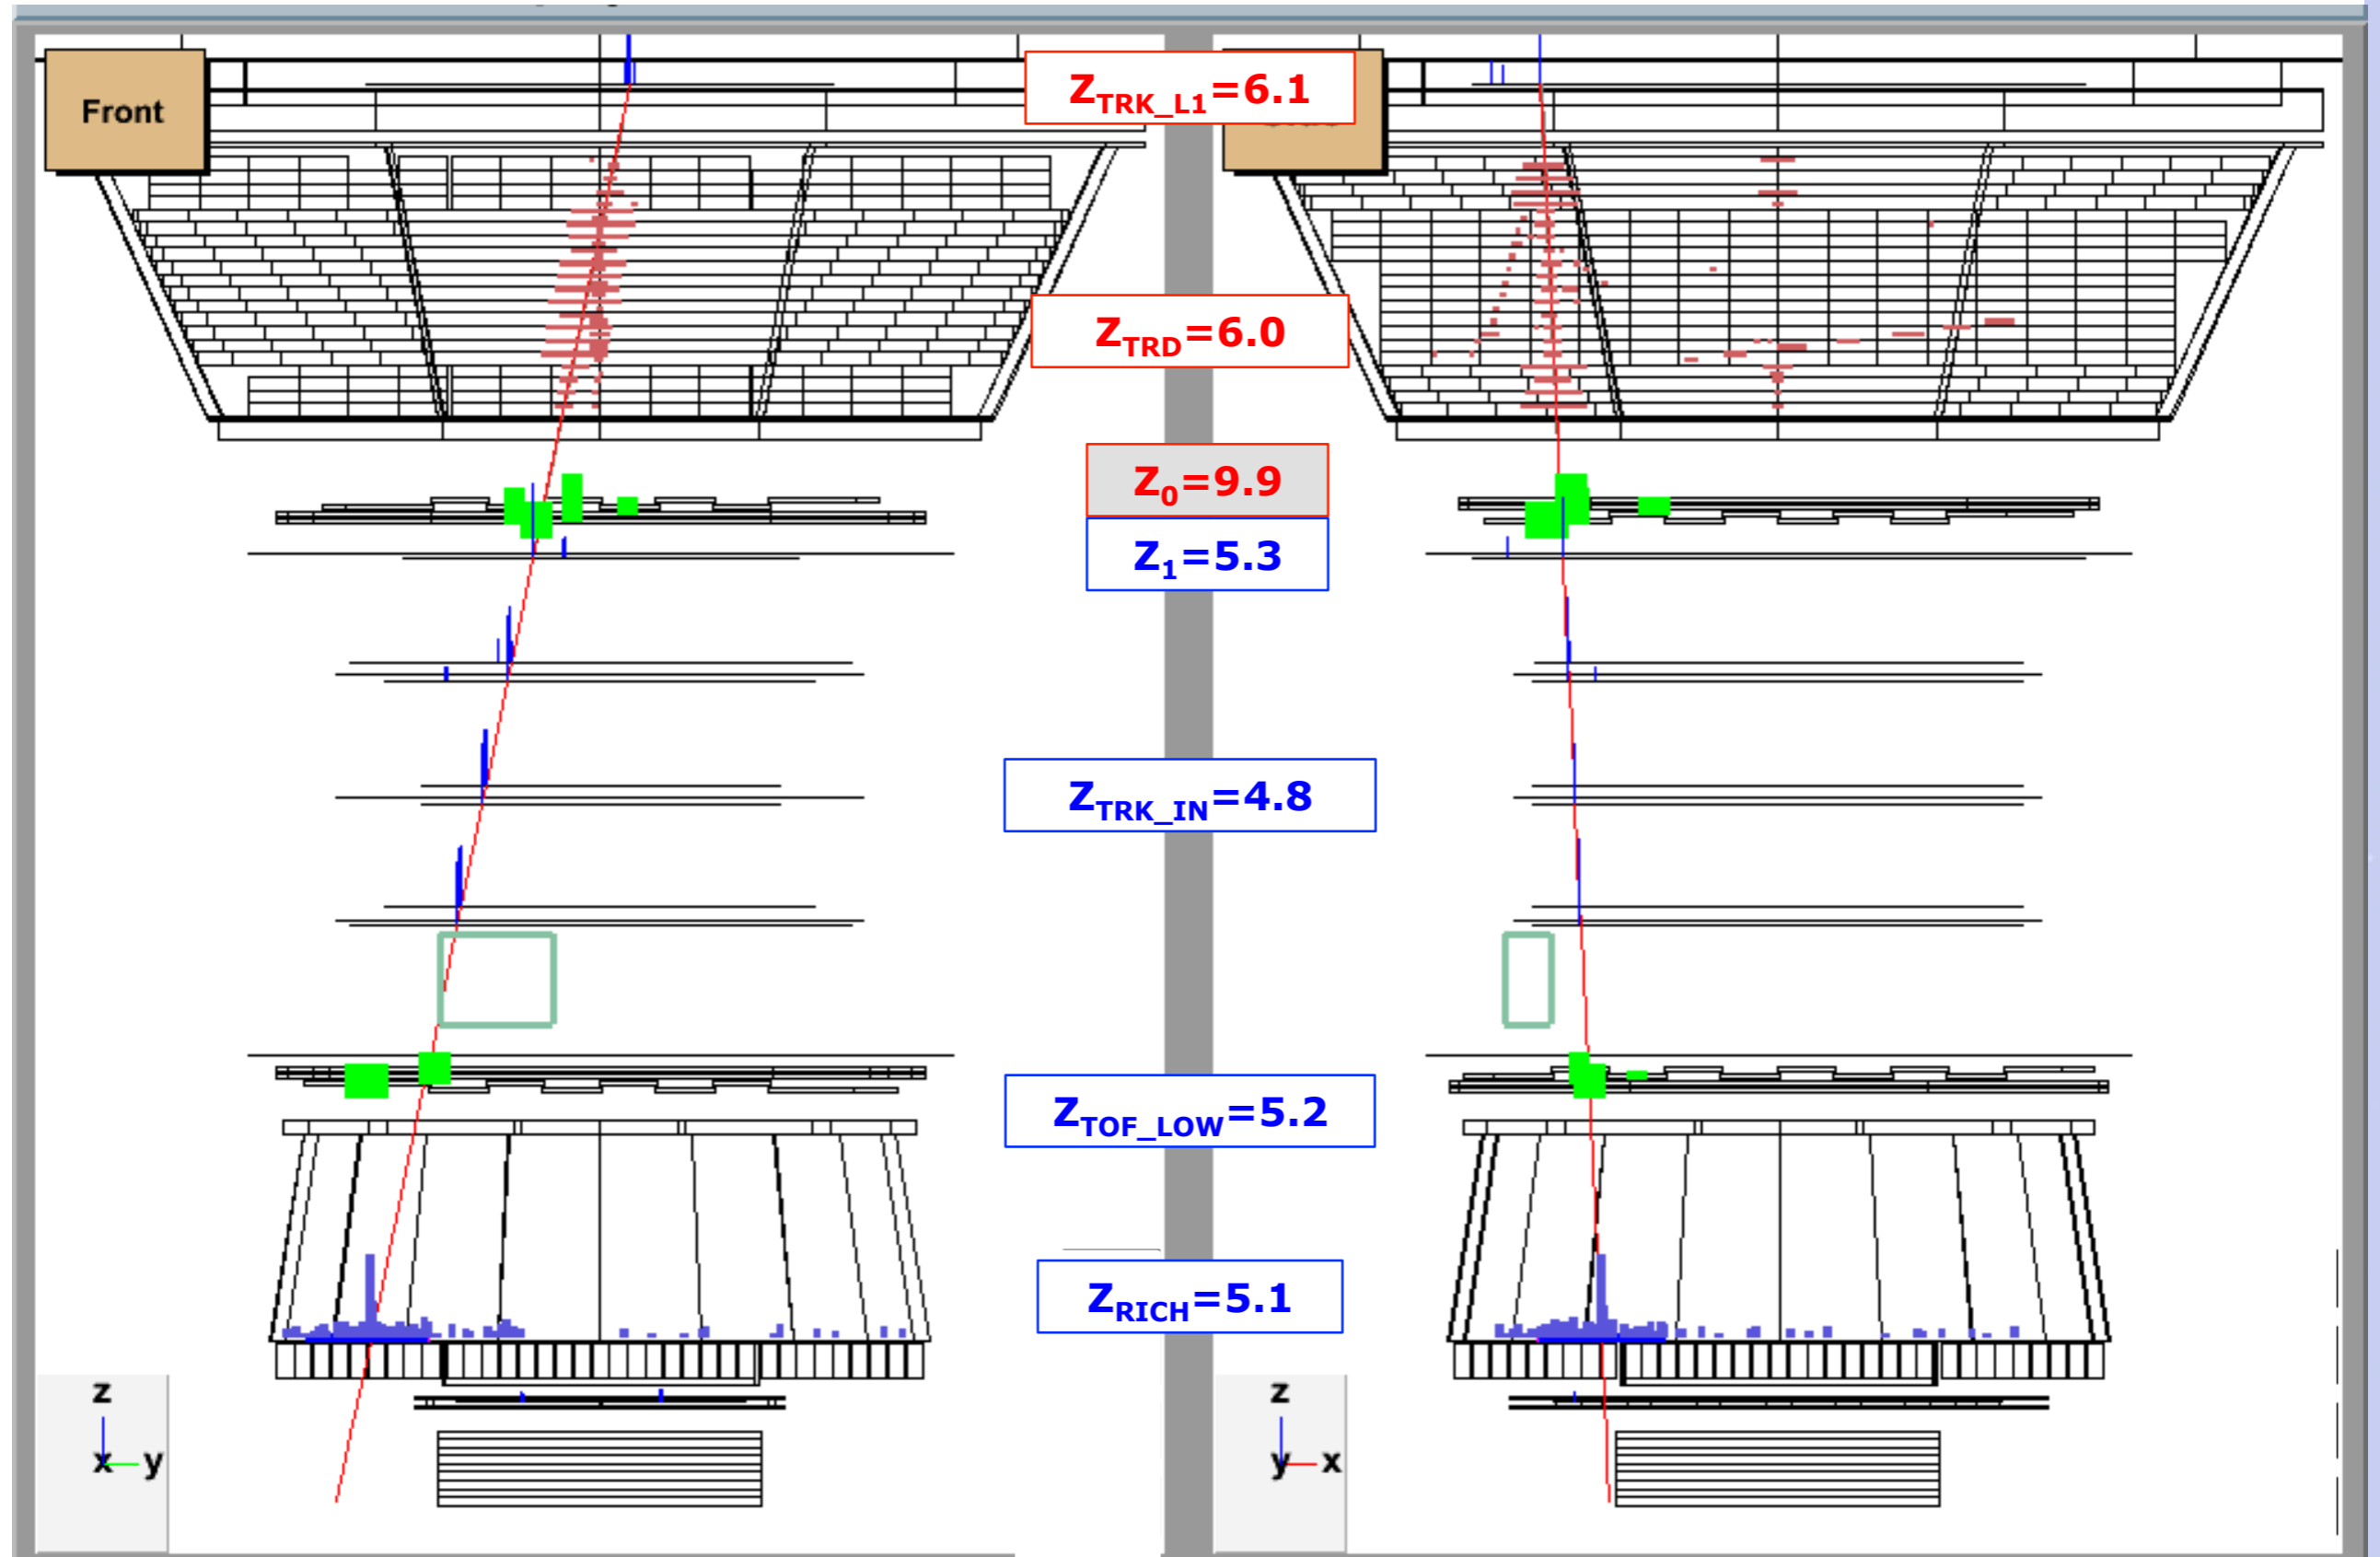 Front
Z_TRK_L1=6.1
Z_TRD=6.0
Z_0=9.9
Z_1=5.3
Z_TRK_IN=4.8
Z_TOF_LOW=5.2
Z_RICH=5.1
z
x y
z
y x